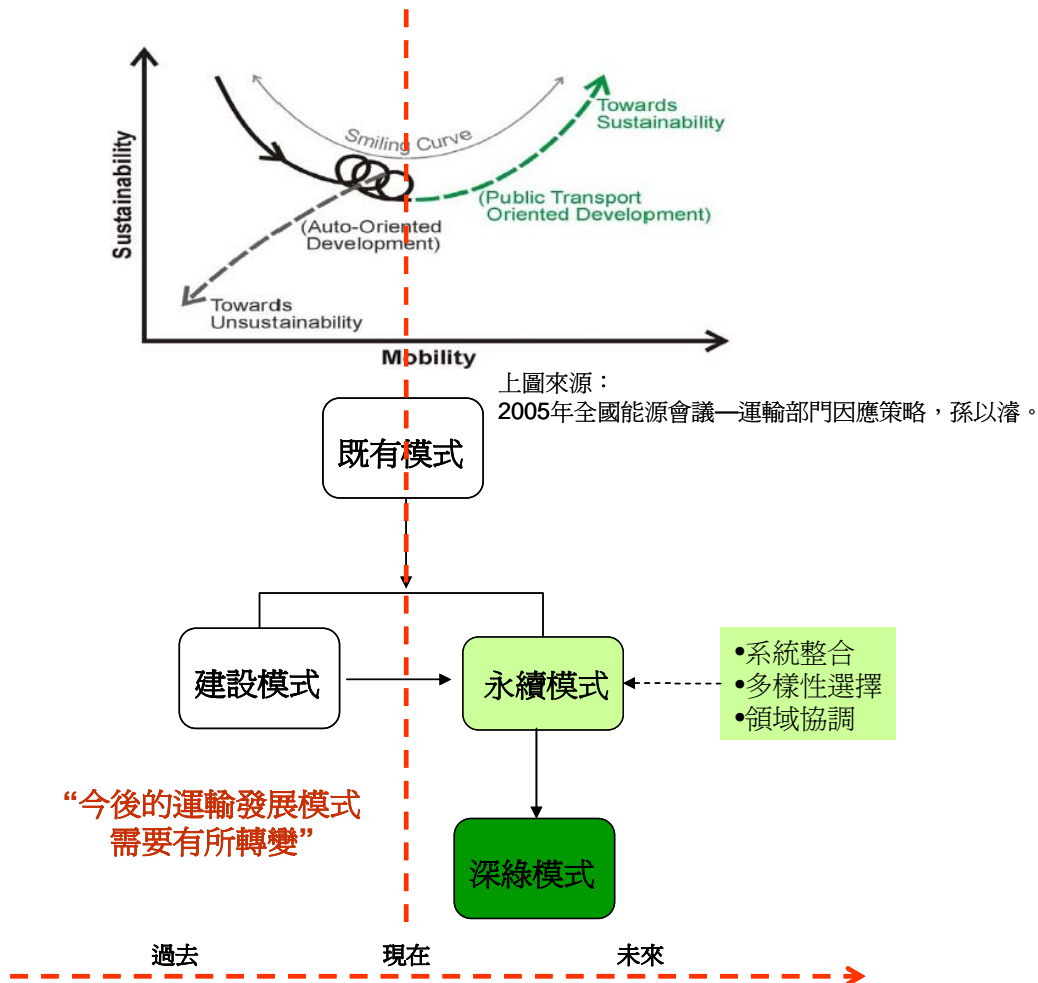 Smiling Curve
Towards
Sustainability
(Public Transport
Oriented Development)
(Auto-Oriented
Development)
Towards
Unsustainability
Sustainability
Mobility
上圖來源：
2005年全國能源會議—運輸部門因應策略，孫以濬。
既有模式
建設模式
永續模式
•系統整合
•多樣性選擇
•領域協調
“今後的運輸發展模式
需要有所轉變”
深綠模式
過去
現在
未來